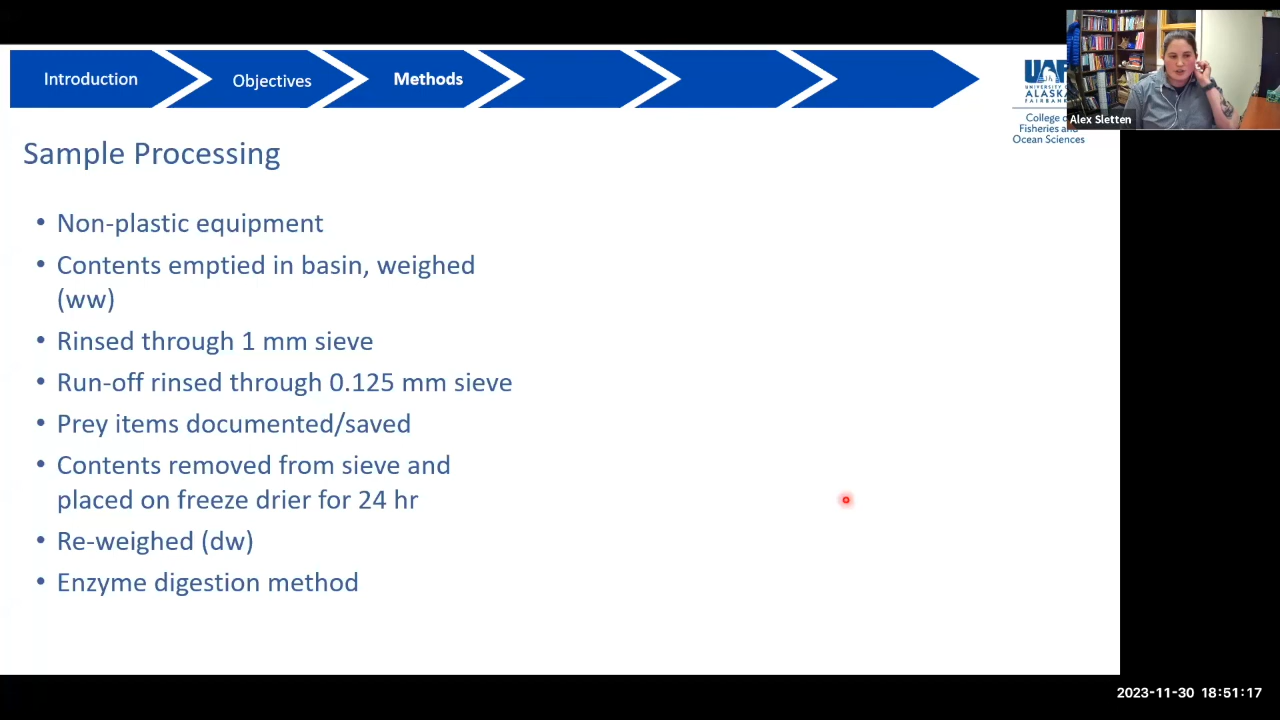 Introduction
Objectives
Methods
UAF
UNIVERSITY OF
ALASKA
FAIRBANKS
College of
Fisheries and
Ocean Sciences
Alex Sletten
Sample Processing
• Non-plastic equipment
• Contents emptied in basin, weighed
(ww)
• Rinsed through 1 mm sieve
• Run-off rinsed through 0.125 mm sieve
• Prey items documented/saved
• Contents removed from sieve and
placed on freeze drier for 24 hr
• Re-weighed (dw)
• Enzyme digestion method
2023-11-30 18:51:17